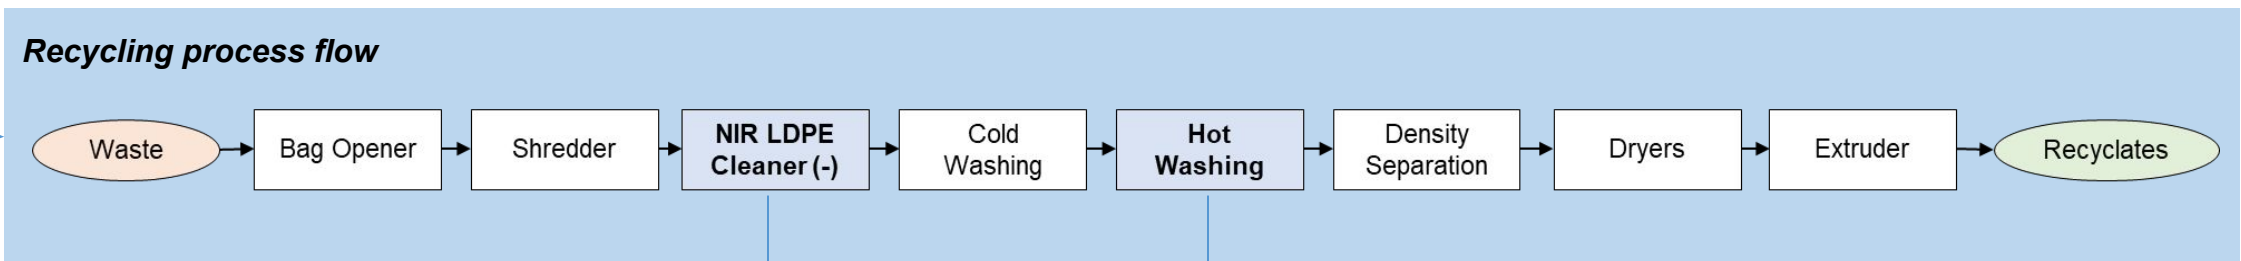 Recycling process flow
Waste
Bag Opener
Shredder
NIR LDPE
Cleaner (-)
Cold
Washing
Hot
Washing
Density
Separation
Dryers
Extruder
Recyclates